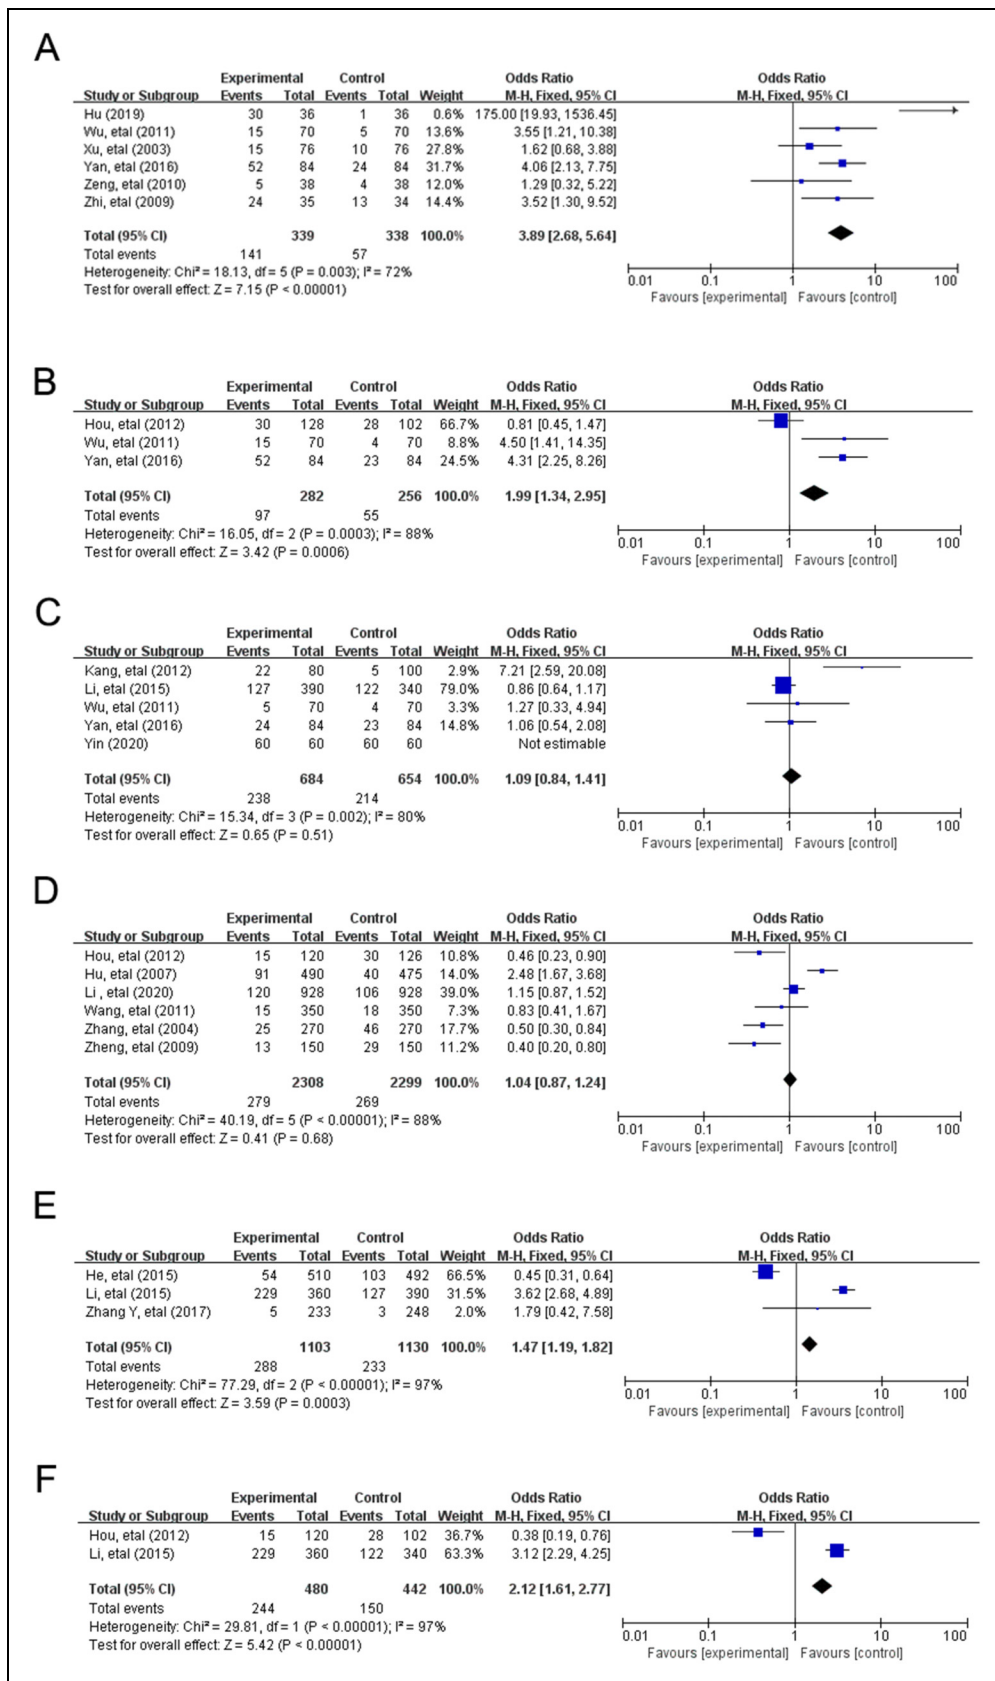 A
Experimental Control Odds Ratio Odds Ratio
Study or Subgroup Events Total Events Total Weight M-H, Fixed, 95% CI M-H, Fixed, 95% CI
Hu (2019) 30 36 1 36 0.6% 175.00 [19.93, 1536.45]
Wu, etal (2011) 15 70 5 70 13.6% 3.55 [1.21, 10.38]
Xu, etal (2003) 15 76 10 76 27.8% 1.62 [0.68, 3.88]
Yan, etal (2016) 52 84 24 84 31.7% 4.06 [2.13, 7.75]
Zeng, etal (2010) 5 38 4 38 12.0% 1.29 [0.32, 5.22]
Zhi, etal (2009) 24 35 13 34 14.4% 3.52 [1.30, 9.52]
Total (95% CI) 339 338 100.0% 3.89 [2.68, 5.64]
Total events 141 57
Heterogeneity: Chi² = 18.13, df = 5 (P = 0.003); I² = 72%
Test for overall effect: Z = 7.15 (P < 0.00001)
0.01 0.1 1 10 100
Favours [experimental] Favours [control]
B
Experimental Control Odds Ratio Odds Ratio
Study or Subgroup Events Total Events Total Weight M-H, Fixed, 95% CI M-H, Fixed, 95% CI
Hou, etal (2012) 30 128 28 102 66.7% 0.81 [0.45, 1.47]
Wu, etal (2011) 15 70 4 70 8.8% 4.50 [1.41, 14.35]
Yan, etal (2016) 52 84 23 84 24.5% 4.31 [2.25, 8.26]
Total (95% CI) 282 256 100.0% 1.99 [1.34, 2.95]
Total events 97 55
Heterogeneity: Chi² = 16.05, df = 2 (P = 0.0003); I² = 88%
Test for overall effect: Z = 3.42 (P = 0.0006)
0.01 0.1 1 10 100
Favours [experimental] Favours [control]
C
Experimental Control Odds Ratio Odds Ratio
Study or Subgroup Events Total Events Total Weight M-H, Fixed, 95% CI M-H, Fixed, 95% CI
Kang, etal (2012) 22 80 5 100 2.9% 7.21 [2.59, 20.08]
Li, etal (2015) 127 390 122 340 79.0% 0.86 [0.64, 1.17]
Wu, etal (2011) 5 70 4 70 3.3% 1.27 [0.33, 4.94]
Yan, etal (2016) 24 84 23 84 14.8% 1.06 [0.54, 2.08]
Yin (2020) 60 60 60 60 Not estimable
Total (95% CI) 684 654 100.0% 1.09 [0.84, 1.41]
Total events 238 214
Heterogeneity: Chi² = 15.34, df = 3 (P = 0.002); I² = 80%
Test for overall effect: Z = 0.65 (P = 0.51)
0.01 0.1 1 10 100
Favours [experimental] Favours [control]
D
Experimental Control Odds Ratio Odds Ratio
Study or Subgroup Events Total Events Total Weight M-H, Fixed, 95% CI M-H, Fixed, 95% CI
Hou, etal (2012) 15 120 30 126 10.8% 0.46 [0.23, 0.90]
Hu, etal (2007) 91 490 40 475 14.0% 2.48 [1.67, 3.68]
Li , etal (2020) 120 928 106 928 39.0% 1.15 [0.87, 1.52]
Wang, etal (2011) 15 350 18 350 7.3% 0.83 [0.41, 1.67]
Zhang, etal (2004) 25 270 46 270 17.7% 0.50 [0.30, 0.84]
Zheng, etal (2009) 13 150 29 150 11.2% 0.40 [0.20, 0.80]
Total (95% CI) 2308 2299 100.0% 1.04 [0.87, 1.24]
Total events 279 269
Heterogeneity: Chi² = 40.19, df = 5 (P < 0.00001); I² = 88%
Test for overall effect: Z = 0.41 (P = 0.68)
0.01 0.1 1 10 100
Favours [experimental] Favours [control]
E
Experimental Control Odds Ratio Odds Ratio
Study or Subgroup Events Total Events Total Weight M-H, Fixed, 95% CI M-H, Fixed, 95% CI
He, etal (2015) 54 510 103 492 66.5% 0.45 [0.31, 0.64]
Li, etal (2015) 229 360 127 390 31.5% 3.62 [2.68, 4.89]
Zhang Y, etal (2017) 5 233 3 248 2.0% 1.79 [0.42, 7.58]
Total (95% CI) 1103 1130 100.0% 1.47 [1.19, 1.82]
Total events 288 233
Heterogeneity: Chi² = 77.29, df = 2 (P < 0.00001); I² = 97%
Test for overall effect: Z = 3.59 (P = 0.0003)
0.01 0.1 1 10 100
Favours [experimental] Favours [control]
F
Experimental Control Odds Ratio Odds Ratio
Study or Subgroup Events Total Events Total Weight M-H, Fixed, 95% CI M-H, Fixed, 95% CI
Hou, etal (2012) 15 120 28 102 36.7% 0.38 [0.19, 0.76]
Li, etal (2015) 229 360 122 340 63.3% 3.12 [2.29, 4.25]
Total (95% CI) 480 442 100.0% 2.12 [1.61, 2.77]
Total events 244 150
Heterogeneity: Chi² = 29.81, df = 1 (P < 0.00001); I² = 97%
Test for overall effect: Z = 5.42 (P < 0.00001)
0.01 0.1 1 10 100
Favours [experimental] Favours [control]